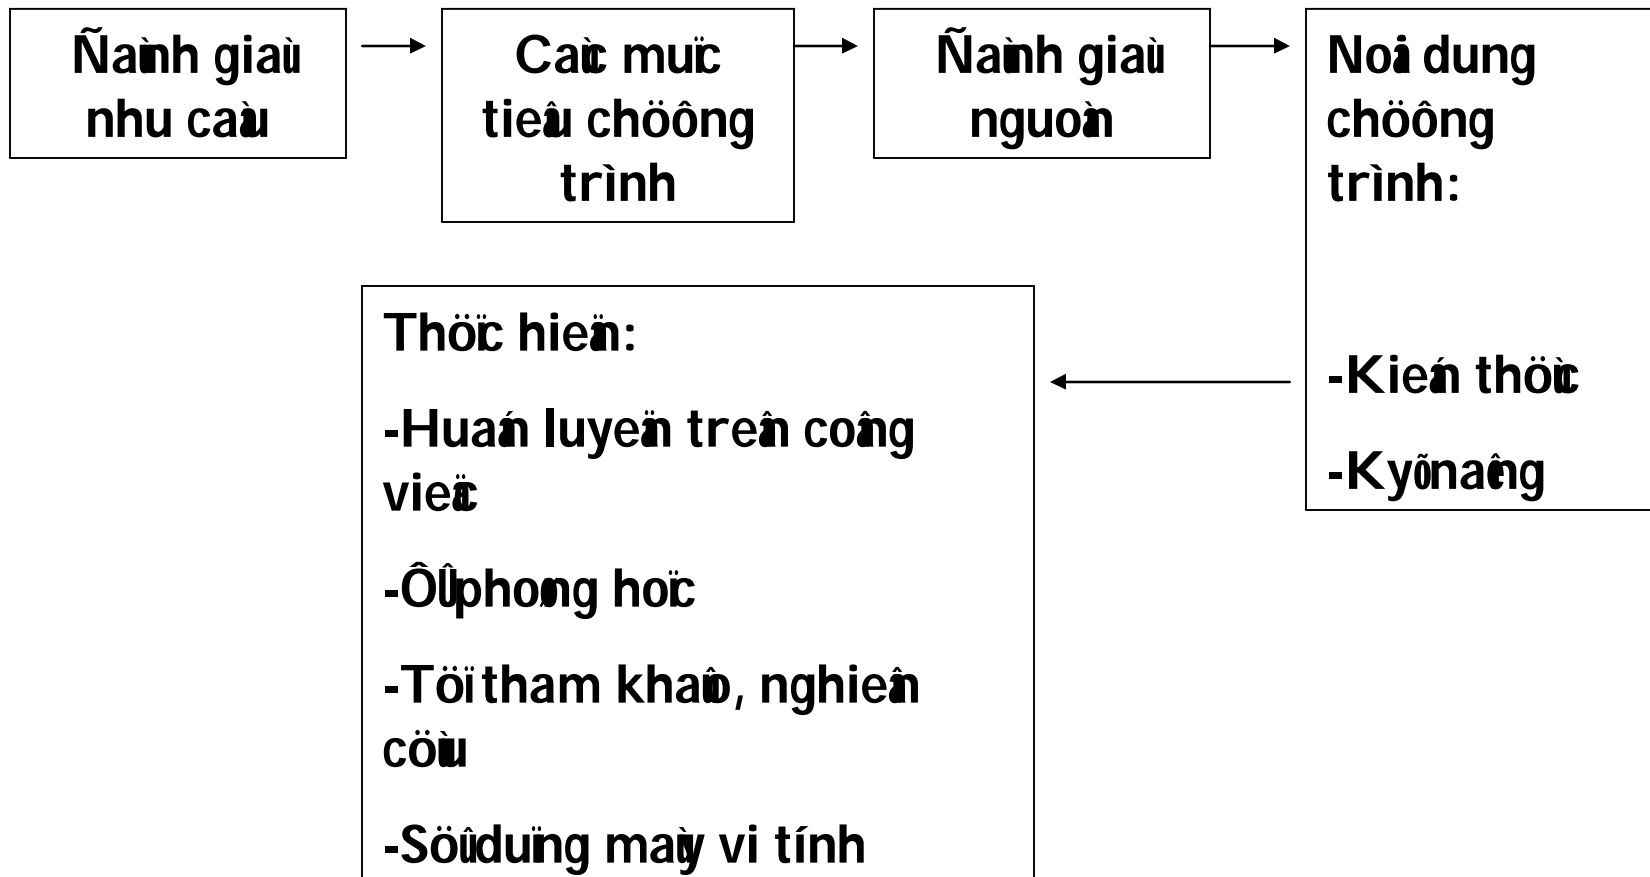 Ñaùnh giaù
nhu caàu
Caùc muïc
tieâu chöông
trình
Ñaùnh giaù
nguoàn
Noäi dung
chöông
trình:
-Kieán thöùc
-Kyõ naêng
Thöïc hieän:
-Huaán luyeän treân coâng
vieäc
-ÔÛ phoøng hoïc
-Töï tham khaûo, nghieân
cöùu
-Söû duïng maùy vi tính